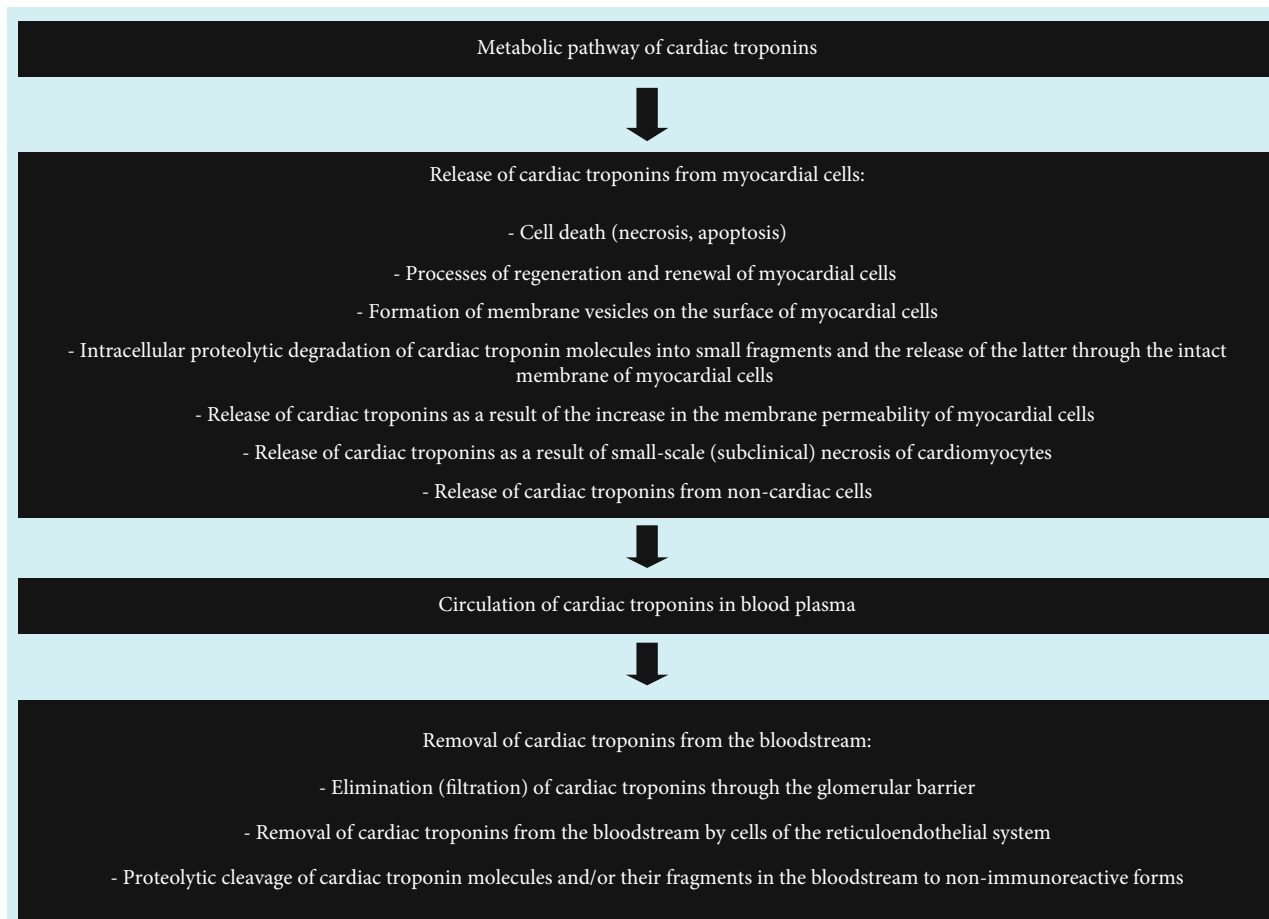 Metabolic pathway of cardiac troponins
Release of cardiac troponins from myocardial cells:
- Cell death (necrosis, apoptosis)
- Processes of regeneration and renewal of myocardial cells
- Formation of membrane vesicles on the surface of myocardial cells
- Intracellular proteolytic degradation of cardiac troponin molecules into small fragments and the release of the latter through the intact
membrane of myocardial cells
- Release of cardiac troponins as a result of the increase in the membrane permeability of myocardial cells
- Release of cardiac troponins as a result of small-scale (subclinical) necrosis of cardiomyocytes
- Release of cardiac troponins from non-cardiac cells
Circulation of cardiac troponins in blood plasma
Removal of cardiac troponins from the bloodstream:
- Elimination (filtration) of cardiac troponins through the glomerular barrier
- Removal of cardiac troponins from the bloodstream by cells of the reticuloendothelial system
- Proteolytic cleavage of cardiac troponin molecules and/or their fragments in the bloodstream to non-immunoreactive forms